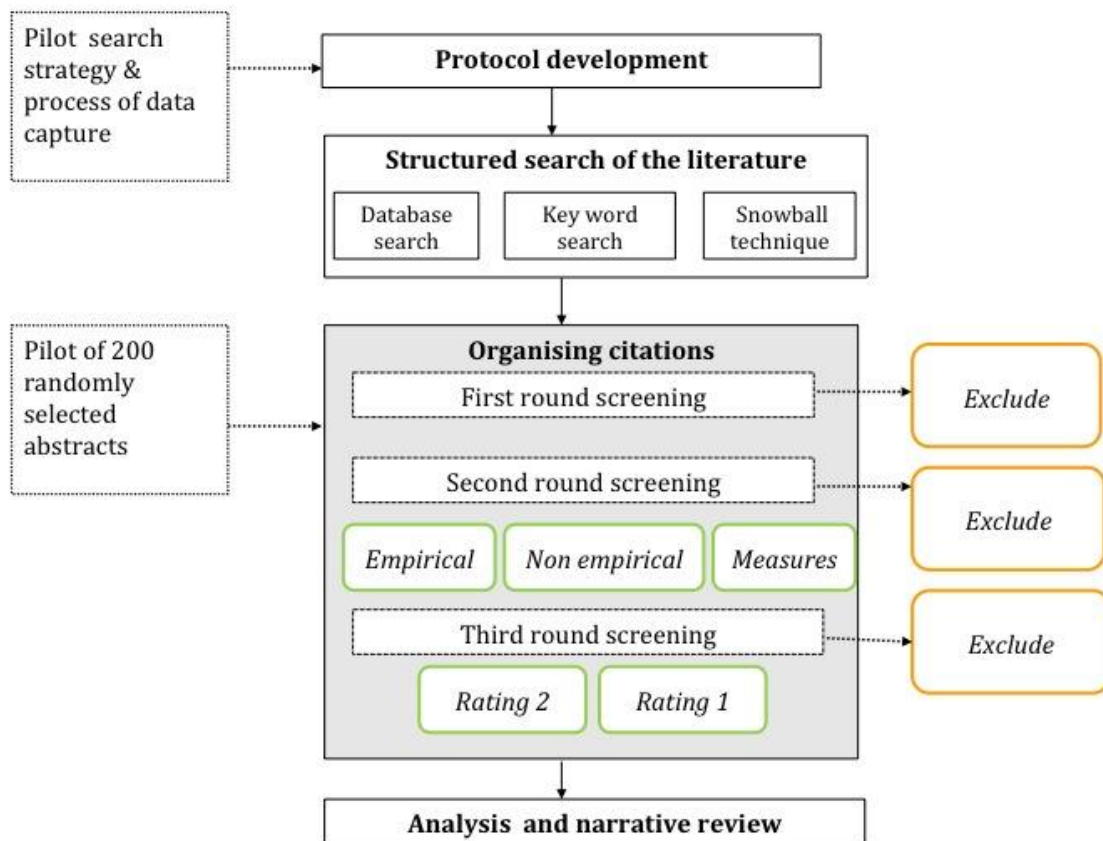 Pilot search
strategy &
process of data
capture
Protocol development
Structured search of the literature
Database
search
Key word
search
Snowball
technique
Pilot of 200
randomly
selected
abstracts
Organising citations
First round screening
Exclude
Second round screening
Exclude
Empirical
Non empirical
Measures
Third round screening
Exclude
Rating 2
Rating 1
Analysis and narrative review